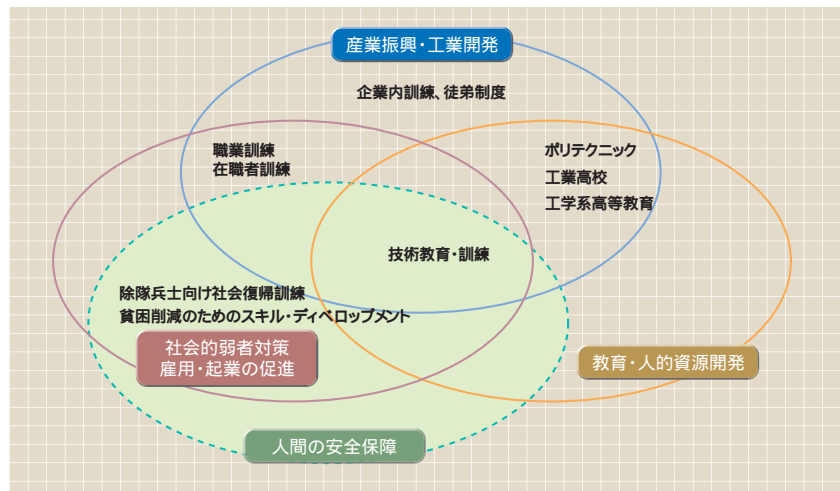 産業振興・工業開発
企業内訓練、徒弟制度
職業訓練
在職者訓練
ポリテクニック
工業高校
工学系高等教育
技術教育・訓練
除隊兵士向け社会復帰訓練
貧困削減のためのスキル・ディベロップメント
社会的弱者対策
雇用・起業の促進
教育・人的資源開発
人間の安全保障